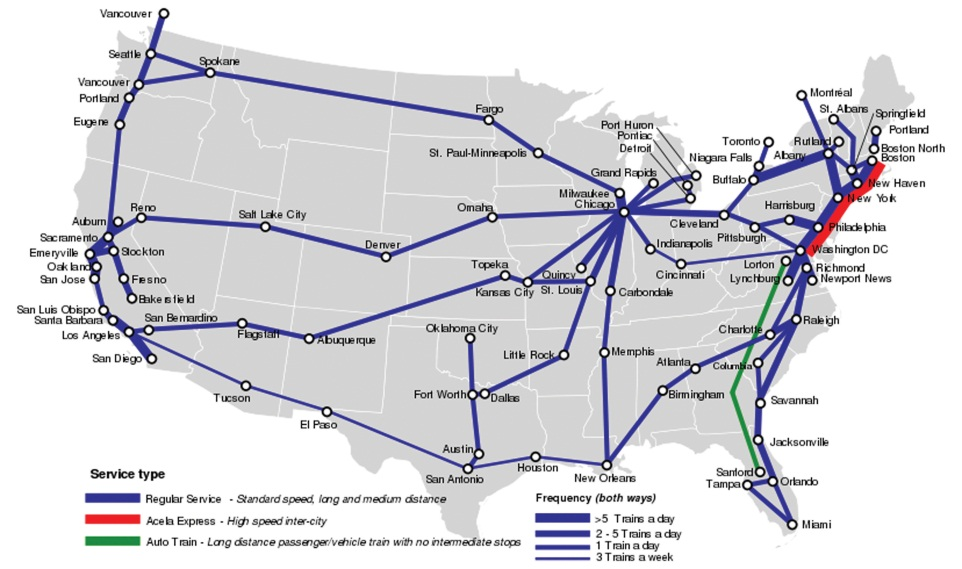 Vancouver
Seattle
Spokane
Vancouver
Portland
Eugene
Fargo
St. Paul-Minneapolis
Port Huron
Pontiac
Detroit
Grand Rapids
Milwaukee
Chicago
Montréal
St. Albans
Springfield
Portland
Toronto
Rutland
Boston North
Niagara Falls
Albany
Boston
Buffalo
New Haven
New York
Harrisburg
Cleveland
Philadelphia
Pittsburgh
Washington DC
Auburn
Reno
Salt Lake City
Omaha
Sacramento
Denver
Emeryville
Stockton
Oakland
San Jose
Fresno
Bakersfield
Indianapolis
Cincinnati
Lorton
Richmond
Lynchburg
Newport News
Topeka
Quincy
Kansas City
St. Louis
Carbondale
San Luis Obispo
Santa Barbara
San Bernardino
Los Angeles
Flagstaff
Albuquerque
San Diego
Oklahoma City
Raleigh
Charlotte
Little Rock
Memphis
Atlanta
Columbia
Tucson
Fort Worth
Dallas
Birmingham
Savannah
El Paso
Austin
Jacksonville
San Antonio
Houston
New Orleans
Sanford
Tampa
Orlando
Miami
Service type
Regular Service - Standard speed, long and medium distance
Acela Express - High speed inter-city
Auto Train - Long distance passenger/vehicle train with no intermediate stops
Frequency (both ways)
>5 Trains a day
2 - 5 Trains a day
1 Train a day
3 Trains a week